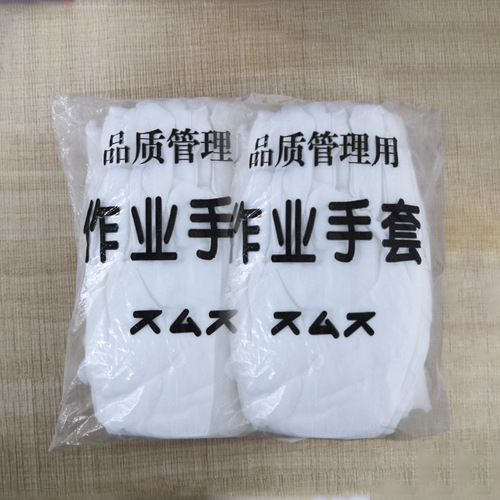 品质管理
品质管理用
作业手
作业手套
スムス
スムス